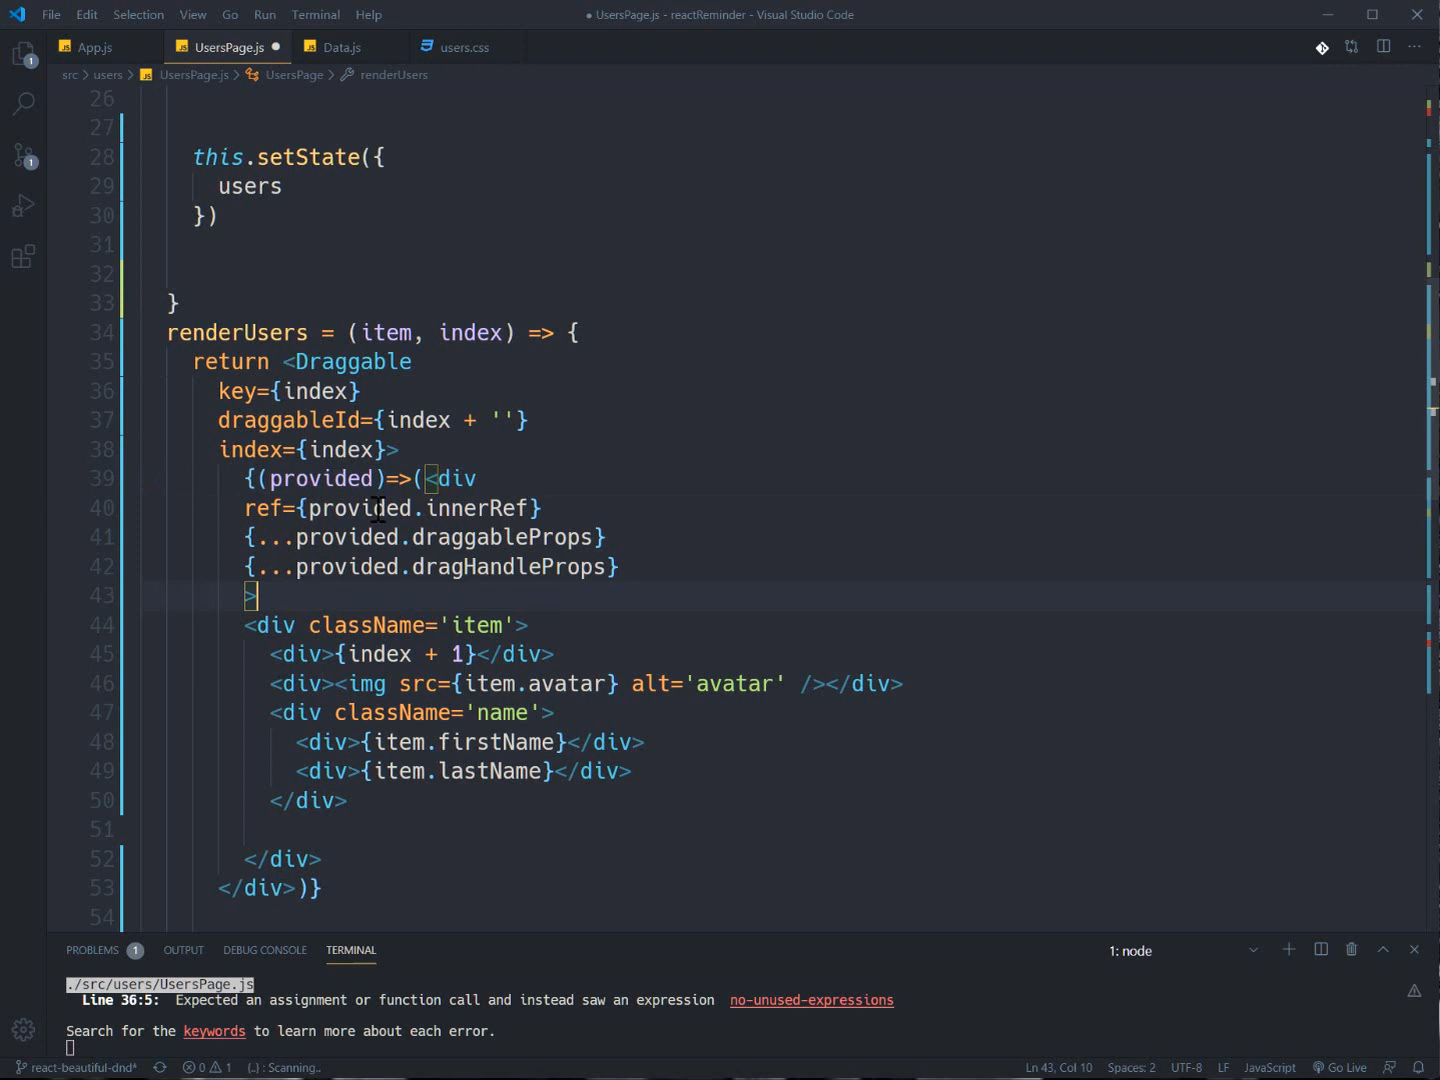 File Edit Selection View Go Run Terminal Help
● UsersPage.js - reactReminder - Visual Studio Code
JS App.js JS UsersPage.js ● JS Data.js users.css
src > users > JS UsersPage.js > UsersPage > renderUsers
26
27
28 this.setState({
29 users
30 })
31
32
33 }
34 renderUsers = (item, index) => {
35 return <Draggable
36 key={index}
37 draggableId={index + ''}
38 index={index}>
39 {(provided)=>(<div
40 ref={provided.innerRef}
41 {...provided.draggableProps}
42 {...provided.dragHandleProps}
43 >
44 <div className='item'>
45 <div>{index + 1}</div>
46 <div><img src={item.avatar} alt='avatar' /></div>
47 <div className='name'>
48 <div>{item.firstName}</div>
49 <div>{item.lastName}</div>
50 </div>
51
52 </div>
53 </div>)}
54
PROBLEMS 1 OUTPUT DEBUG CONSOLE TERMINAL 1: node
./src/users/UsersPage.js
Line 36:5: Expected an assignment or function call and instead saw an expression no-unused-expressions
Search for the keywords to learn more about each error.
react-beautiful-dnd* 0 1 (..) : Scanning.. Ln 43, Col 10 Spaces: 2 UTF-8 LF JavaScript Go Live